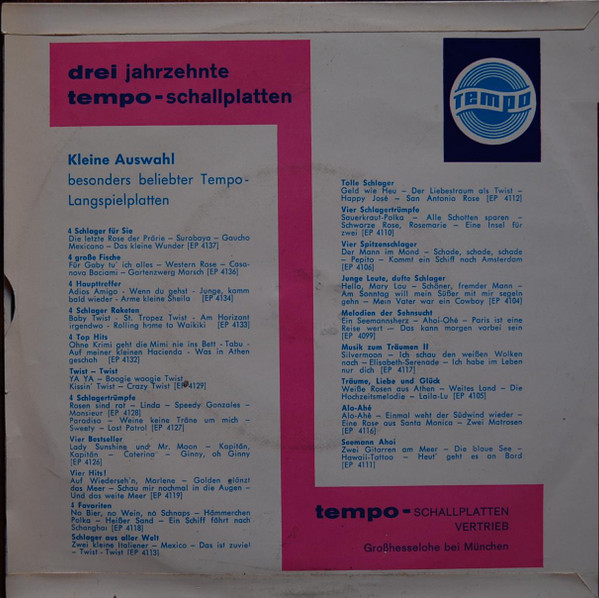 drei jahrzehnte
tempo-schallplatten
Tempo
Kleine Auswahl
besonders beliebter Tempo-
Langspielplatten
4 Schlager für Sie
Die letzte Rose der Prärie – Surabaya – Gaucho
Mexicano – Das kleine Wunder [EP 4137]
4 große Fische
Für Gaby tu' ich alles – Western Rose – Casa-
nova Baciami – Gartenzwerg Marsch [EP 4136]
4 Haupttreffer
Adios Amigo - Wenn du gehst - Junge, komm
bald wieder - Arme kleine Sheila [EP 4134]
4 Schlager Raketen
Baby Twist - St. Tropez Twist - Am Horizont
irgendwo - Rolling home to Waikiki [EP 4133]
4 Top Hits
Ohne Krimi geht die Mimi nie ins Bett - Tabu -
Auf meiner kleinen Hacienda - Was in Athen
geschah [EP 4132]
Twist – Twist
YA YA – Boogie woogie Twist
Kissin' Twist – Crazy Twist [EP 4129]
4 Schlagertrümpfe
Rosen sind rot – Linda – Speedy Gonzales –
Monsieur [EP 4128]
Paradiso – Weine keine Träne um mich –
Sweety – Lost Patrol [EP 4127]
Vier Bestseller
Lady Sunshine und Mr. Moon – Kapitän,
Kapitän – Caterina – Ginny, oh Ginny
[EP 4126]
Vier Hits!
Auf Wiederseh'n, Marlene – Golden glänzt
das Meer – Schau mir nochmal in die Augen –
Und das weite Meer [EP 4119]
4 Favoriten
No Bier, no Wein, nó Schnaps – Hämmerchen
Polka – Heißer Sand – Ein Schiff fährt nach
Schanghai [EP 4118]
Schlager aus aller Welt
Zwei kleine Italiener – Mexico – Das ist zuviel
– Twist - Twist [EP 4113]
Tolle Schlager
Geld wie Heu – Der Liebestraum als Twist –
Happy José – San Antonio Rose [EP 4112]
Vier Schlagertrümpfe
Sauerkraut-Polka – Alle Schotten sparen –
Schwarze Rose, Rosemarie – Eine Insel für
zwei [EP 4110]
Vier Spitzenschlager
Der Mann im Mond – Schade, schade, schade
– Pepito – Kommt ein Schiff nach Amsterdam
[EP 4106]
Junge Leute, dufte Schlager
Hello, Mary Lou – Schöner, fremder Mann –
Am Sonntag will mein Süßer mit mir segeln
gehn – Mein Vater war ein Cowboy [EP 4104]
Melodien der Sehnsucht
Ein Seemannsherz – Ahoi-Ohé – Paris ist eine
Reise wert – Das kann morgen vorbei sein
[EP 4099]
Musik zum Träumen II
Silvermoon – Ich schau den weißen Wolken
nach – Elisabeth-Serenade – Ich habe im Leben
nur dich [EP 4117]
Träume, Liebe und Glück
Weiße Rosen aus Athen – Weites Land – Die
Hochzeitsmelodie – Laila-Lu [EP 4105]
Alo-Ahé
Alo-Ahé – Einmal weht der Südwind wieder –
Eine Rose aus Santa Monica – Zwei Matrosen
[EP 4116]
Seemann Ahoi
Zwei Gitarren am Meer – Die blaue See –
Hawaii-Tattoo – Heut' geht es an Bord
[EP 4111]
tempo-SCHALLPLATTEN
VERTRIEB
Großhesselohe bei München